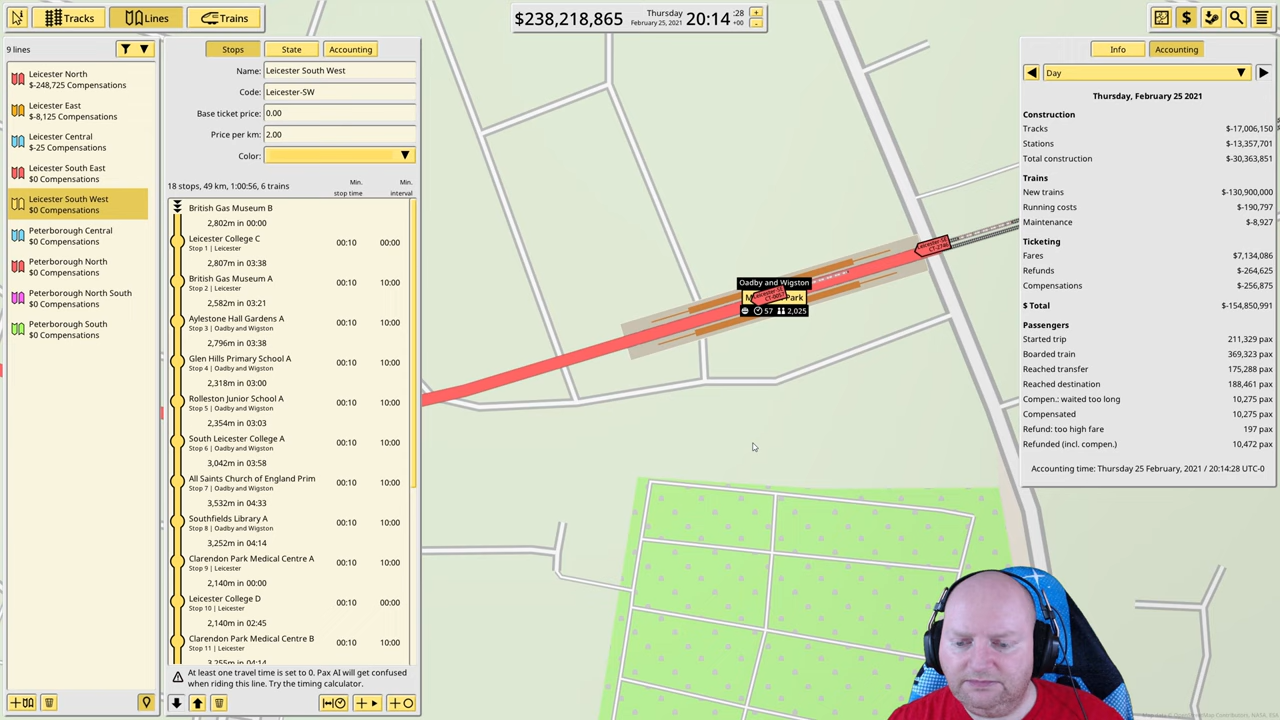 Tracks
Lines
Trains
$238,218,865
Thursday
February 25, 2021
20:14 :28
+00
+
-
9 lines
Leicester North
$-248,725 Compensations
Leicester East
$-8,125 Compensations
Leicester Central
$-25 Compensations
Leicester South East
$0 Compensations
Leicester South West
$0 Compensations
Peterborough Central
$0 Compensations
Peterborough North
$0 Compensations
Peterborough North South
$0 Compensations
Peterborough South
$0 Compensations
Stops
State
Accounting
Name: Leicester South West
Code: Leicester-SW
Base ticket price: 0.00
Price per km: 2.00
Color:
18 stops, 49 km, 1:00:56, 6 trains
Min. stop time
Min. interval
British Gas Museum B
2,802m in 00:00
Leicester College C 00:10 00:00
Stop 1 | Leicester
2,807m in 03:38
British Gas Museum A 00:10 10:00
Stop 2 | Leicester
2,582m in 03:21
Aylestone Hall Gardens A 00:10 10:00
Stop 3 | Oadby and Wigston
2,796m in 03:38
Glen Hills Primary School A 00:10 10:00
Stop 4 | Oadby and Wigston
2,318m in 03:00
Rolleston Junior School A 00:10 10:00
Stop 5 | Oadby and Wigston
2,354m in 03:03
South Leicester College A 00:10 10:00
Stop 6 | Oadby and Wigston
3,042m in 03:58
All Saints Church of England Prim 00:10 10:00
Stop 7 | Oadby and Wigston
3,532m in 04:33
Southfields Library A 00:10 10:00
Stop 8 | Oadby and Wigston
3,252m in 04:14
Clarendon Park Medical Centre A 00:10 10:00
Stop 9 | Leicester
2,140m in 00:00
Leicester College D 00:10 00:00
Stop 10 | Leicester
2,140m in 02:45
Clarendon Park Medical Centre B 00:10 10:00
Stop 11 | Leicester
3,255m in 04:14
At least one travel time is set to 0. Pax AI will get confused
when riding this line. Try the timing calculator.
Oadby and Wigston
Park
57 2,025
$
Info
Accounting
Day
Thursday, February 25 2021
Construction
Tracks $-17,006,150
Stations $-13,357,701
Total construction $-30,363,851
Trains
New trains $-130,900,000
Running costs $-190,797
Maintenance $-8,927
Ticketing
Fares $7,134,086
Refunds $-264,625
Compensations $-256,875
$ Total $-154,850,991
Passengers
Started trip 211,329 pax
Boarded train 369,323 pax
Reached transfer 175,288 pax
Reached destination 188,461 pax
Compen.: waited too long 10,275 pax
Compensated 10,275 pax
Refund: too high fare 197 pax
Refunded (incl. compen.) 10,472 pax
Accounting time: Thursday 25 February, 2021 / 20:14:28 UTC-0